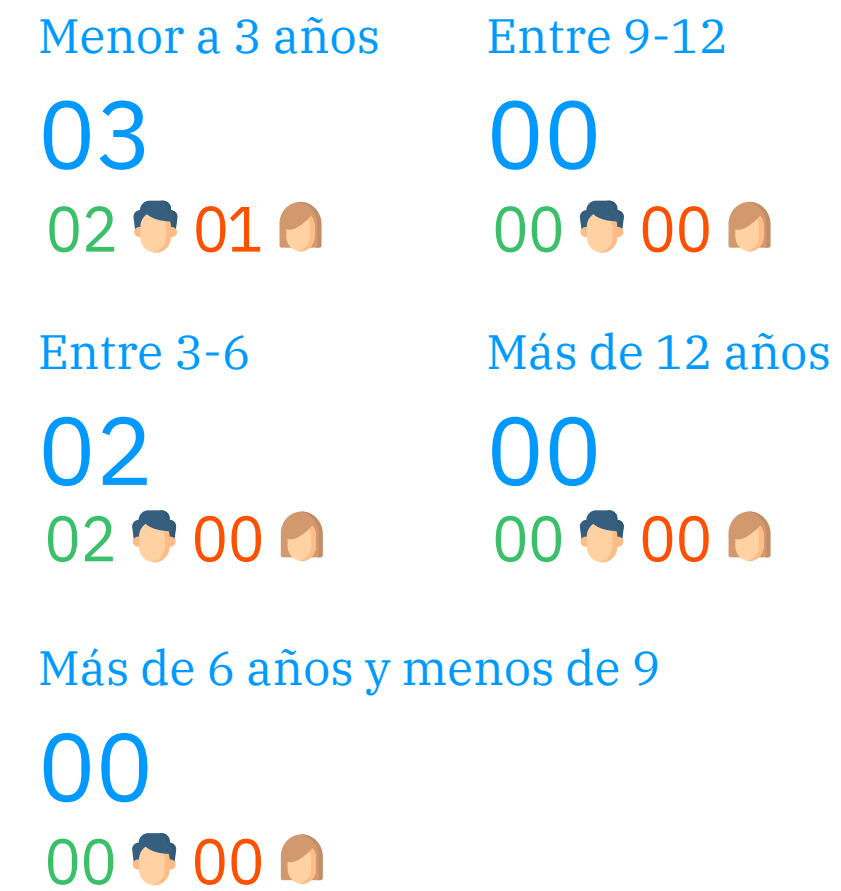 Menor a 3 años
03
02 01
Entre 9-12
00
00 00
Entre 3-6
02
02 00
Más de 12 años
00
00 00
Más de 6 años y menos de 9
00
00 00